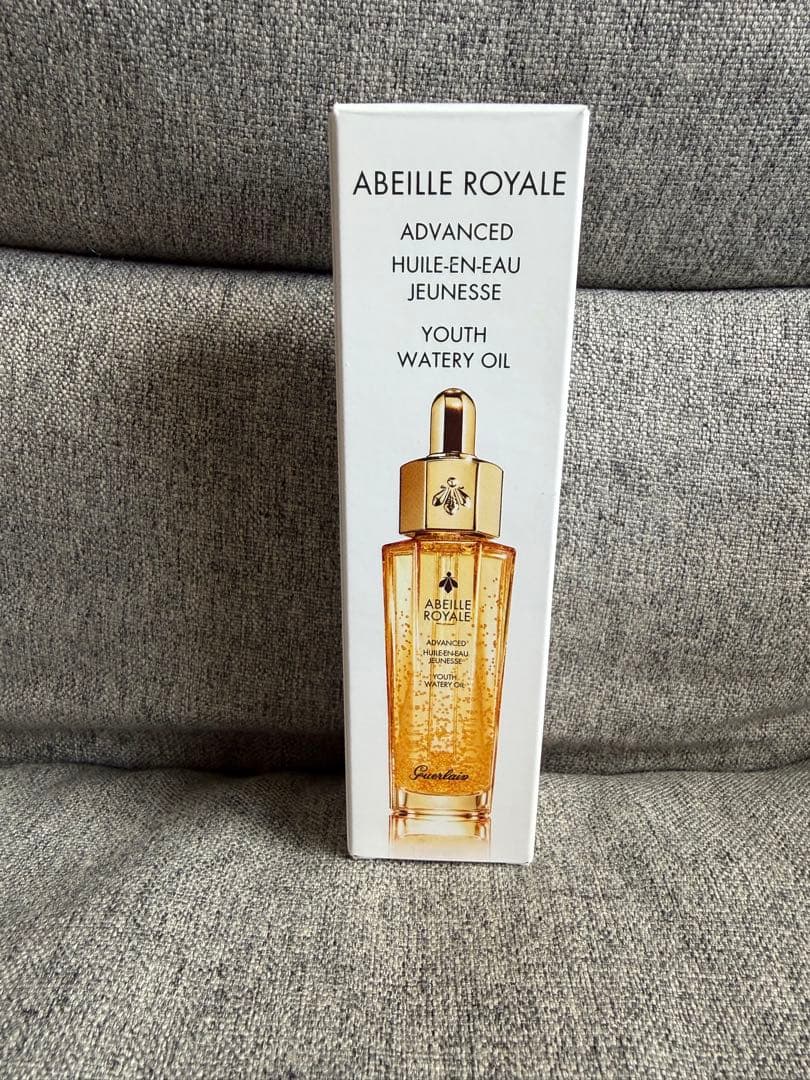 ABEILLE ROYALE
ADVANCED
HUILE-EN-EAU
JEUNESSE
YOUTH
WATERY OIL
ABEILLE
ROYALE
ADVANCED
HUILE-EN-EAU
JEUNESSE
YOUTH
WATERY OIL
Guerlain